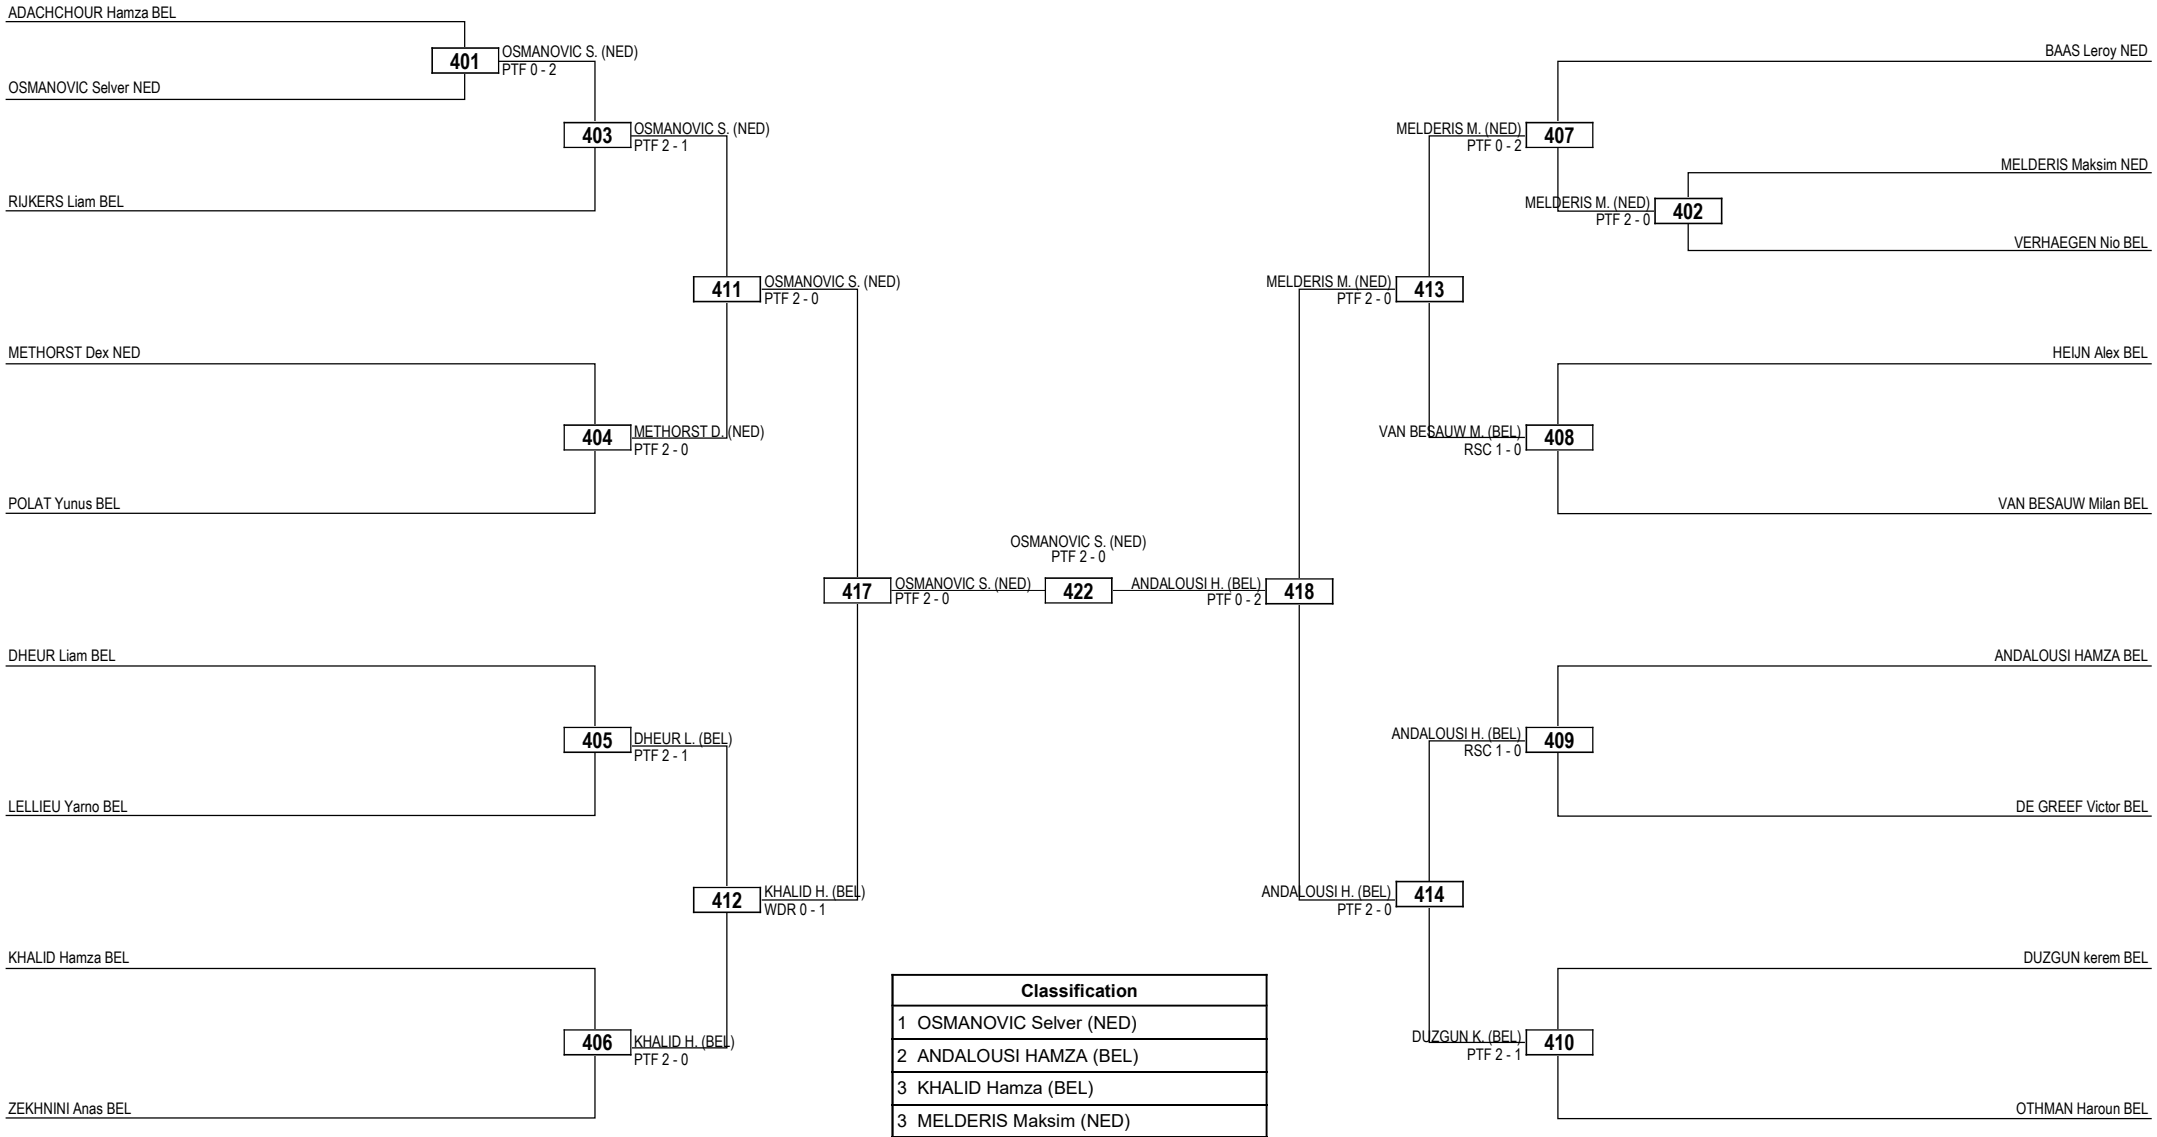 ADACHCHOUR Hamza BEL
401
OSMANOVIC S. (NED)
PTF 0 - 2
OSMANOVIC Selver NED
403
OSMANOVIC S. (NED)
PTF 2 - 1
RIJKERS Liam BEL
411
OSMANOVIC S. (NED)
PTF 2 - 0
METHORST Dex NED
404
METHORST D. (NED)
PTF 2 - 0
POLAT Yunus BEL
417
OSMANOVIC S. (NED)
PTF 2 - 0
DHEUR Liam BEL
405
DHEUR L. (BEL)
PTF 2 - 1
LELLIEU Yarno BEL
412
KHALID H. (BEL)
WDR 0 - 1
KHALID Hamza BEL
406
KHALID H. (BEL)
PTF 2 - 0
ZEKHNINI Anas BEL
OSMANOVIC S. (NED)
PTF 2 - 0
422
BAAS Leroy NED
MELDERIS M. (NED)
PTF 0 - 2
407
MELDERIS Maksim NED
MELDERIS M. (NED)
PTF 2 - 0
402
VERHAEGEN Nio BEL
MELDERIS M. (NED)
PTF 2 - 0
413
HEIJN Alex BEL
VAN BESAUW M. (BEL)
RSC 1 - 0
408
VAN BESAUW Milan BEL
ANDALOUSI H. (BEL)
PTF 0 - 2
418
ANDALOUSI HAMZA BEL
ANDALOUSI H. (BEL)
RSC 1 - 0
409
DE GREEF Victor BEL
ANDALOUSI H. (BEL)
PTF 2 - 0
414
DUZGUN kerem BEL
DUZGUN K. (BEL)
PTF 2 - 1
410
OTHMAN Haroun BEL
Classification
1 OSMANOVIC Selver (NED)
2 ANDALOUSI HAMZA (BEL)
3 KHALID Hamza (BEL)
3 MELDERIS Maksim (NED)